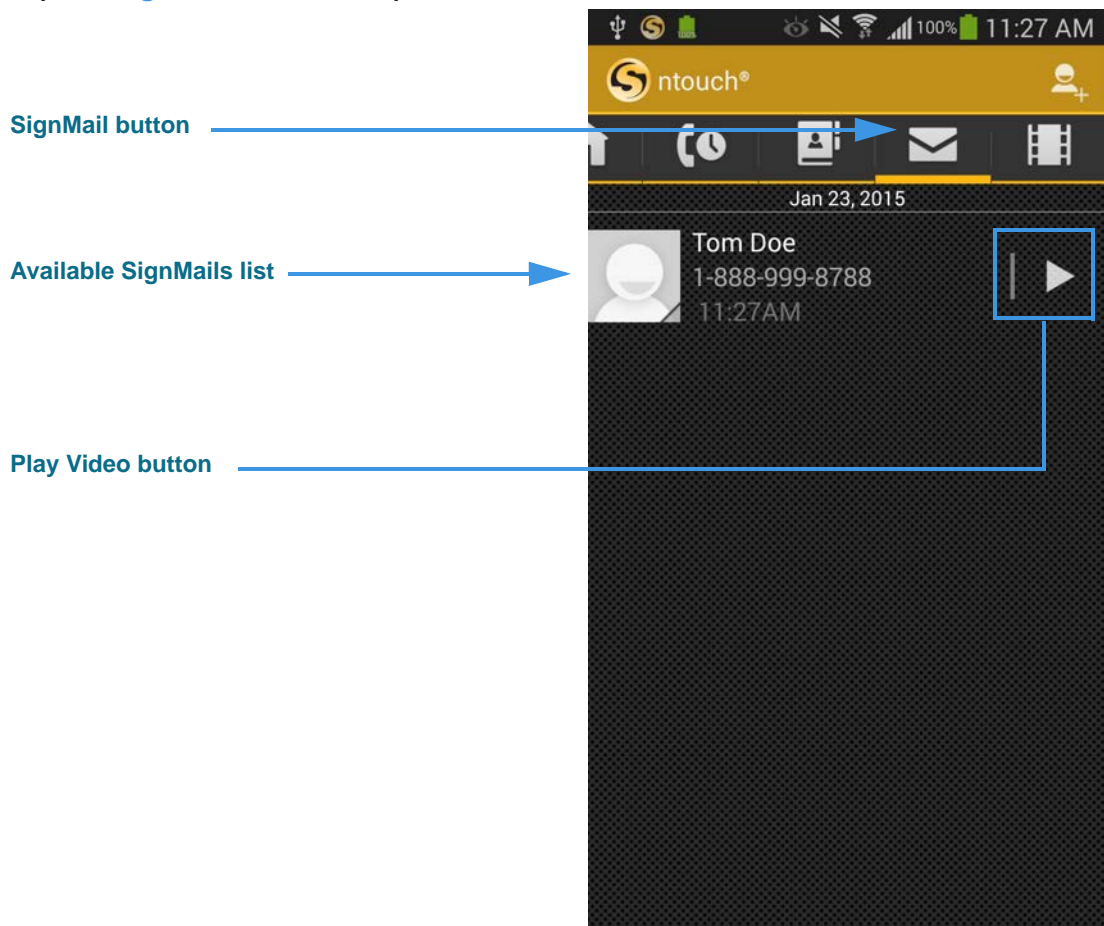 100%
100%
11:27 AM
ntouch®
SignMail button
Jan 23, 2015
Tom Doe
Available SignMails list
1-888-999-8788
11:27AM
Play Video button